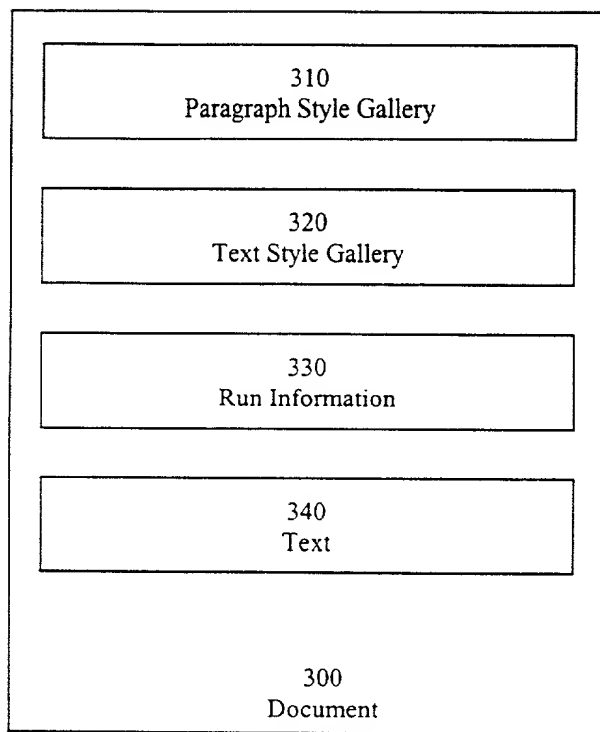 310
Paragraph Style Gallery
320
Text Style Gallery
330
Run Information
340
Text
300
Document